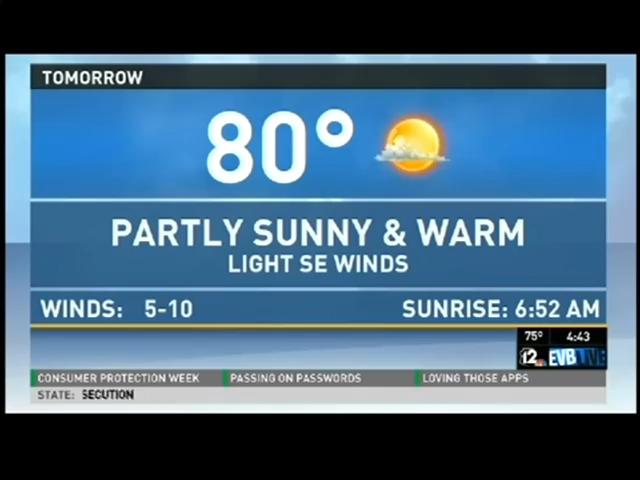 TOMORROW
80°
PARTLY SUNNY & WARM
LIGHT SE WINDS
WINDS: 5-10 SUNRISE: 6:52 AM
75° 4:43
12 EVB LIVE
CONSUMER PROTECTION WEEK PASSING ON PASSWORDS LOVING THOSE APPS
STATE: SECUTION